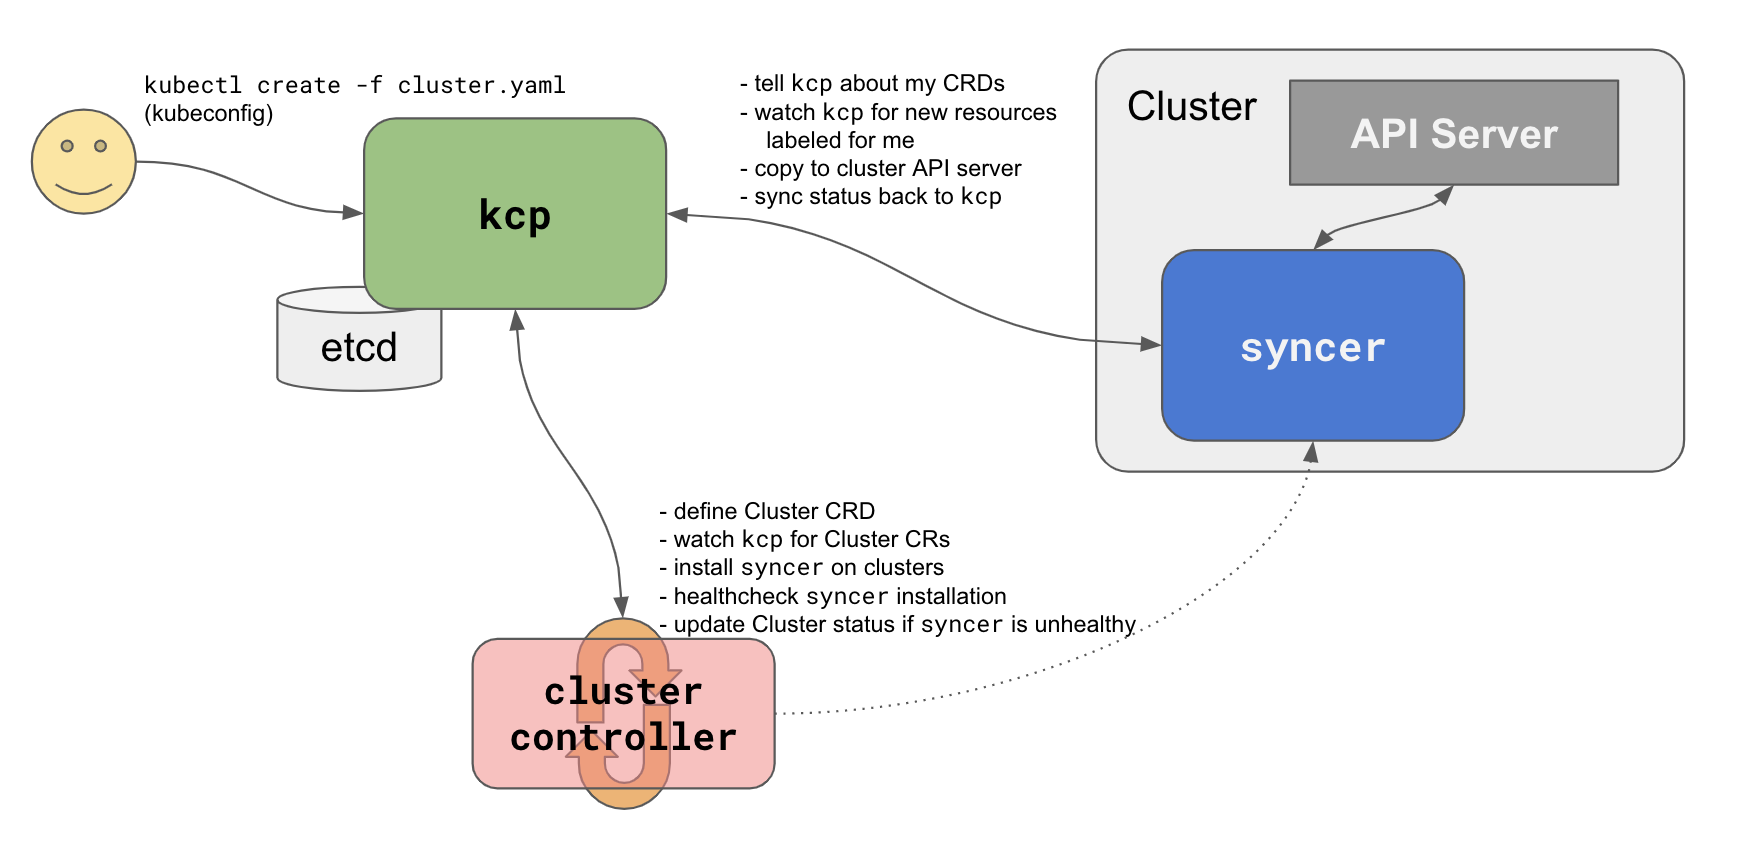 kubectl create -f cluster.yaml
(kubeconfig)
- tell kcp about my CRDs
- watch kcp for new resources
labeled for me
- copy to cluster API server
- sync status back to kcp
Cluster
API Server
kcp
etcd
syncer
- define Cluster CRD
- watch kcp for Cluster CRs
- install syncer on clusters
- healthcheck syncer installation
- update Cluster status if syncer is unhealthy
cluster
controller